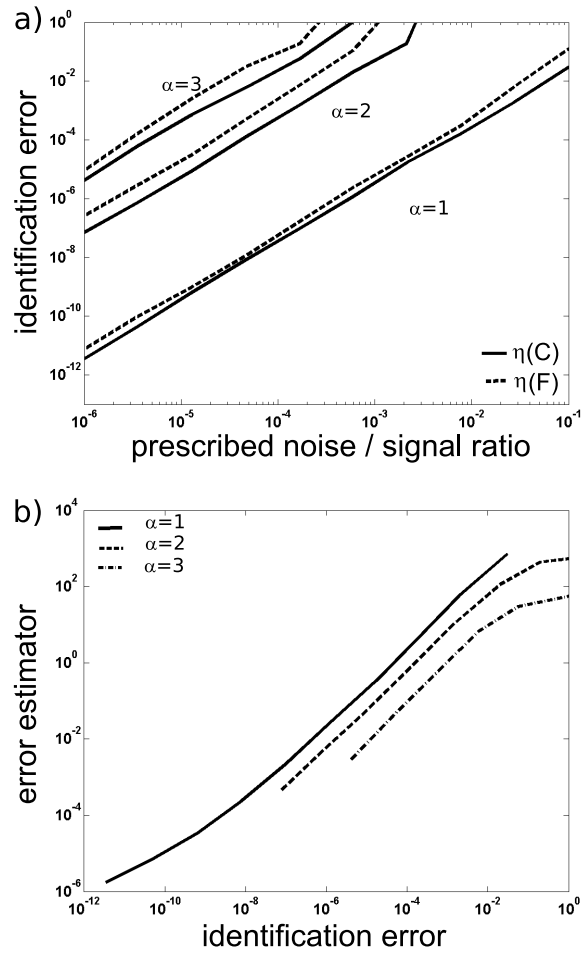 a)
10^0
10^-2
10^-4
10^-6
10^-8
10^-10
10^-12
identification error
α=3
α=2
α=1
η(C)
η(F)
10^-6
10^-5
10^-4
10^-3
10^-2
10^-1
prescribed noise / signal ratio
b)
10^4
10^2
10^0
10^-2
10^-4
10^-6
error estimator
α=1
α=2
α=3
10^-12
10^-10
10^-8
10^-6
10^-4
10^-2
10^0
identification error